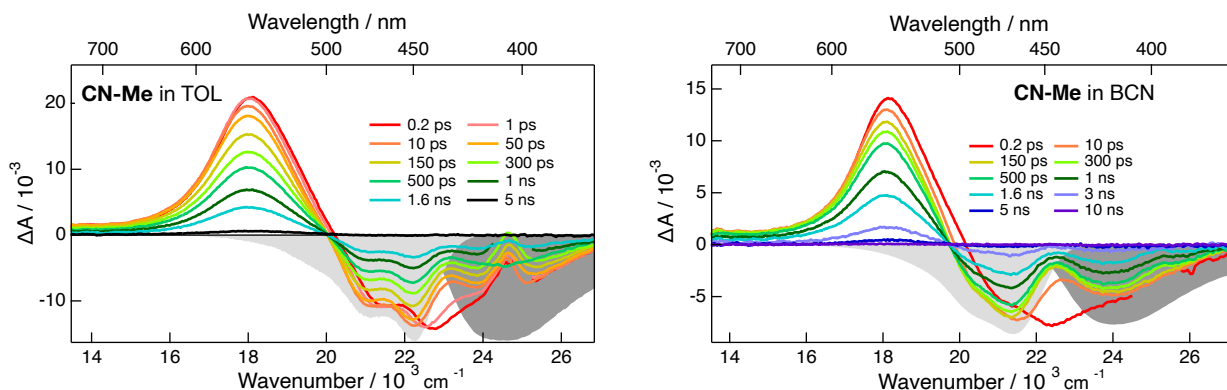 Wavelength / nm
700 600 500 450 400
CN-Me in TOL
0.2 ps 1 ps
10 ps 50 ps
150 ps 300 ps
500 ps 1 ns
1.6 ns 5 ns
ΔA / 10⁻³
20
10
0
-10
14 16 18 20 22 24 26
Wavenumber / 10³ cm⁻¹
Wavelength / nm
700 600 500 450 400
CN-Me in BCN
0.2 ps 10 ps
150 ps 300 ps
500 ps 1 ns
1.6 ns 3 ns
5 ns 10 ns
ΔA / 10⁻³
15
10
5
0
-5
14 16 18 20 22 24 26
Wavenumber / 10³ cm⁻¹